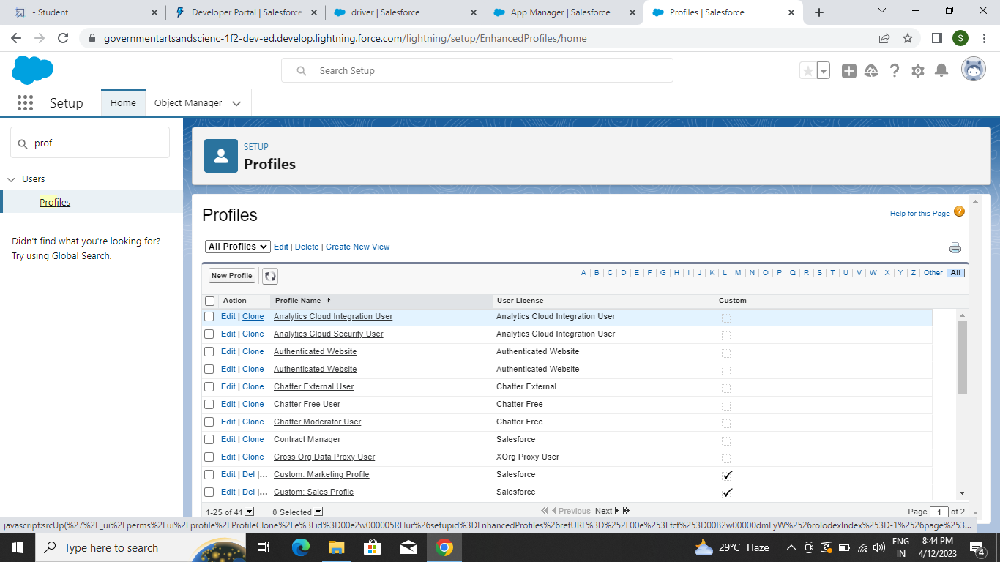 - Student
Developer Portal | Salesforce
driver | Salesforce
App Manager | Salesforce
Profiles | Salesforce
governmentartsandscienc-1f2-dev-ed.develop.lightning.force.com/lightning/setup/EnhancedProfiles/home
S
Search Setup
Setup
Home
Object Manager
prof
Users
Profiles
Didn't find what you're looking for?
Try using Global Search.
SETUP
Profiles
Profiles
Help for this Page ?
All Profiles Edit | Delete | Create New View
New Profile
A | B | C | D | E | F | G | H | I | J | K | L | M | N | O | P | Q | R | S | T | U | V | W | X | Y | Z | Other | All
Action Profile Name ↑ User License Custom
Edit | Clone Analytics Cloud Integration User Analytics Cloud Integration User
Edit | Clone Analytics Cloud Security User Analytics Cloud Integration User
Edit | Clone Authenticated Website Authenticated Website
Edit | Clone Authenticated Website Authenticated Website
Edit | Clone Chatter External User Chatter External
Edit | Clone Chatter Free User Chatter Free
Edit | Clone Chatter Moderator User Chatter Free
Edit | Clone Contract Manager Salesforce
Edit | Clone Cross Org Data Proxy User XOrg Proxy User
Edit | Del |... Custom: Marketing Profile Salesforce ✓
Edit | Del |... Custom: Sales Profile Salesforce ✓
1-25 of 41 0 Selected Previous Next Page 1 of 2
javascript:srcUp(%27%2F_ui%2Fperms%2Fui%2Fprofile%2FProfileClone%2Fe%3Fid%3D00e2w000005RHur%26setupid%3DEnhancedProfiles%26retURL%3D%252F00e%253Ffcf%253D00B2w00000dmEyW%2526rolodexIndex%253D-1%2526page%253...
Type here to search
29°C Haze
ENG
IN
8:44 PM
4/12/2023
4